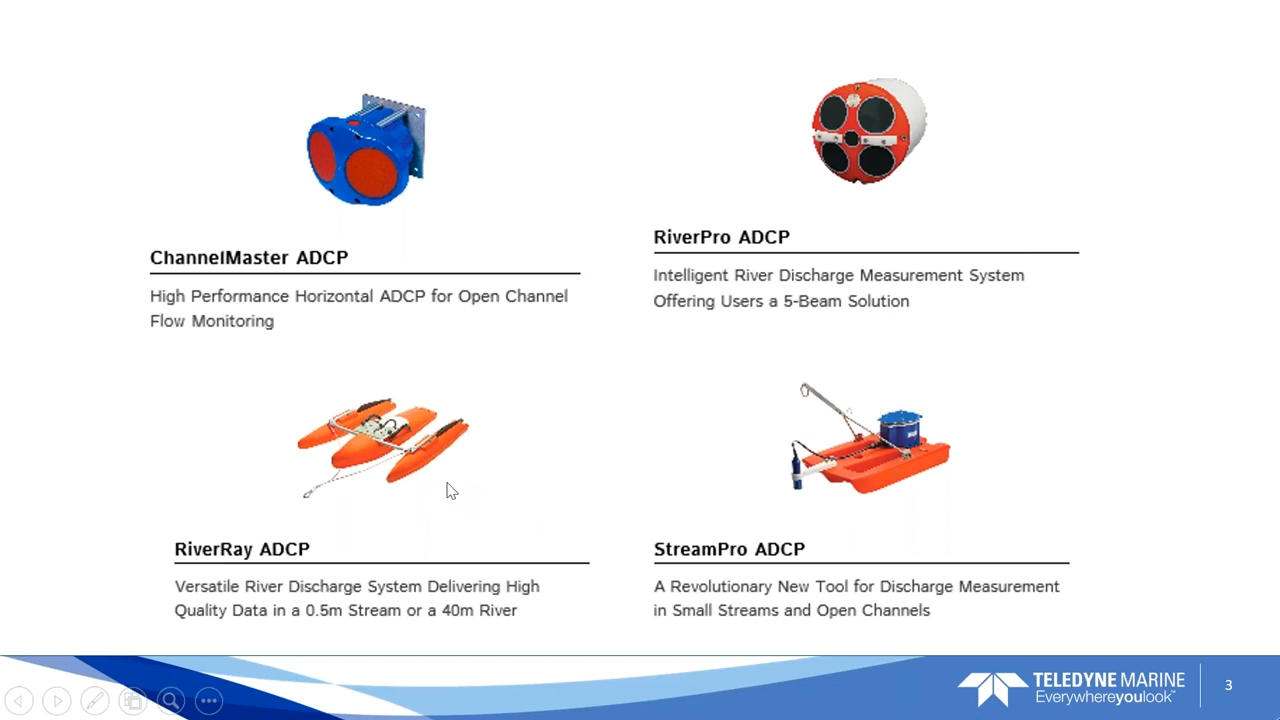 ChannelMaster ADCP
High Performance Horizontal ADCP for Open Channel
Flow Monitoring
RiverPro ADCP
Intelligent River Discharge Measurement System
Offering Users a 5-Beam Solution
RiverRay ADCP
Versatile River Discharge System Delivering High
Quality Data in a 0.5m Stream or a 40m River
StreamPro ADCP
A Revolutionary New Tool for Discharge Measurement
in Small Streams and Open Channels
TELEDYNE MARINE
Everywhereyoulook™
3